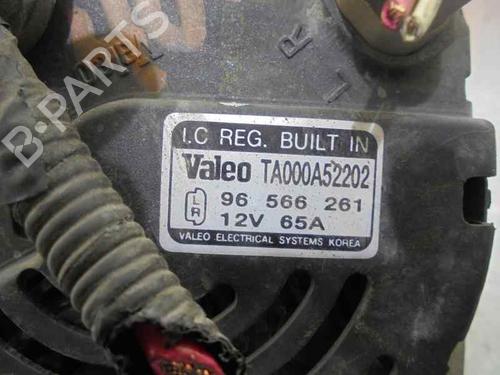 B-PARTS
L R
I.C REG. BUILT IN
Valeo TA000A52202
L
R
96 566 261
12V 65A
VALEO ELECTRICAL SYSTEMS KOREA